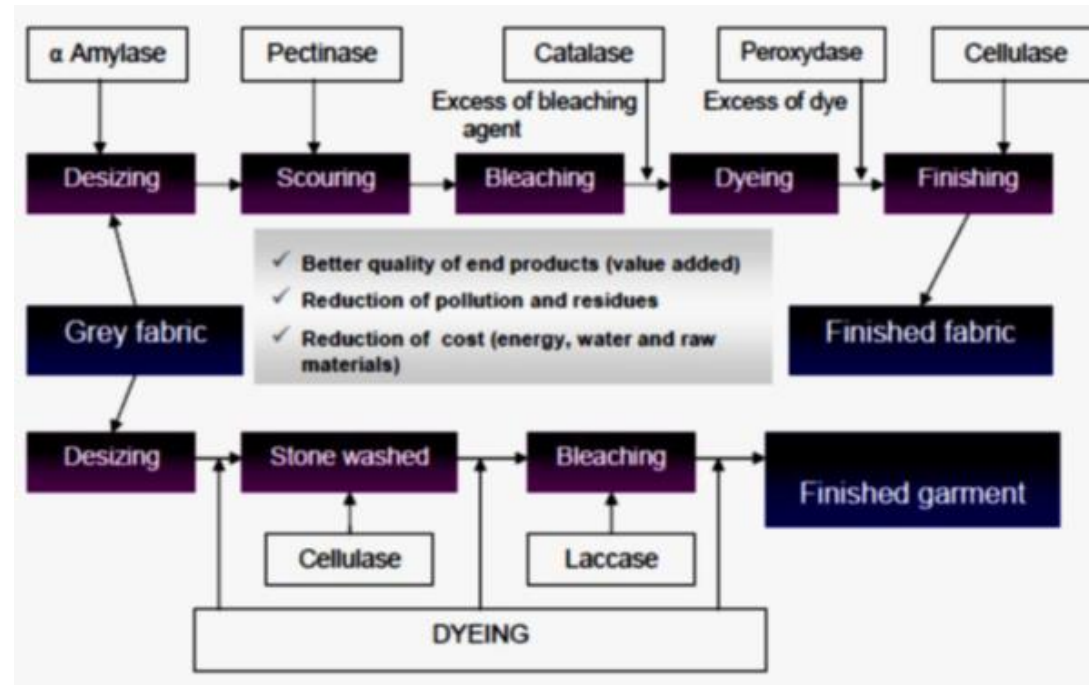 α Amylase
Pectinase
Catalase
Peroxydase
Cellulase
Excess of bleaching
agent
Excess of dye
Desizing
Scouring
Bleaching
Dyeing
Finishing
✓ Better quality of end products (value added)
✓ Reduction of pollution and residues
✓ Reduction of cost (energy, water and raw
materials)
Grey fabric
Finished fabric
Desizing
Stone washed
Bleaching
Finished garment
Cellulase
Laccase
DYEING